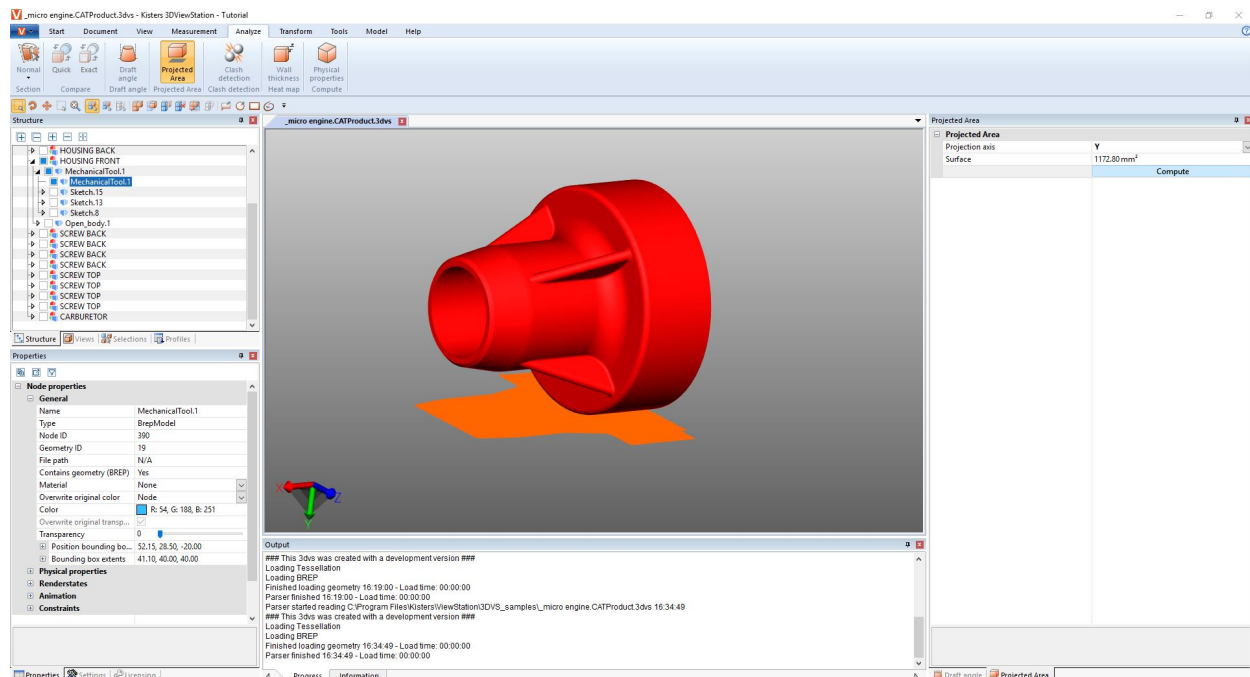 _micro engine.CATProduct.3dvs - Kisters 3DViewStation - Tutorial
Start Document View Measurement Analyze Transform Tools Model Help
Normal Quick Exact Draft angle Projected Area Clash detection Wall thickness Physical properties
Section Compare Draft angle Projected Area Clash detection Heat map Compute
Structure
_micro engine.CATProduct.3dvs
Projected Area
HOUSING BACK
HOUSING FRONT
MechanicalTool.1
MechanicalTool.1
Sketch.15
Sketch.13
Sketch.8
Open_body.1
SCREW BACK
SCREW BACK
SCREW BACK
SCREW BACK
SCREW TOP
SCREW TOP
SCREW TOP
SCREW TOP
CARBURETOR
Structure Views Selections Profiles
Projected Area
Projection axis Y
Surface 1172.80 mm²
Compute
Properties
Node properties
General
Name MechanicalTool.1
Type BrepModel
Node ID 390
Geometry ID 19
File path N/A
Contains geometry (BREP) Yes
Material None
Overwrite original color Node
Color R: 54, G: 188, B: 251
Overwrite original transp...
Transparency 0
Position bounding bo... 52.15, 28.50, -20.00
Bounding box extents 41.10, 40.00, 40.00
Physical properties
Renderstates
Animation
Constraints
Properties Settings Licensing
X Y Z
Output
### This 3dvs was created with a development version ###
Loading Tessellation
Loading BREP
Finished loading geometry 16:19:00 - Load time: 00:00:00
Parser finished 16:19:00 - Load time: 00:00:00
Parser started reading C:\Program Files\Kisters\ViewStation\3DVS_samples\_micro engine.CATProduct.3dvs 16:34:49
### This 3dvs was created with a development version ###
Loading Tessellation
Loading BREP
Finished loading geometry 16:34:49 - Load time: 00:00:00
Parser finished 16:34:49 - Load time: 00:00:00
Progress Information
Draft angle Projected Area